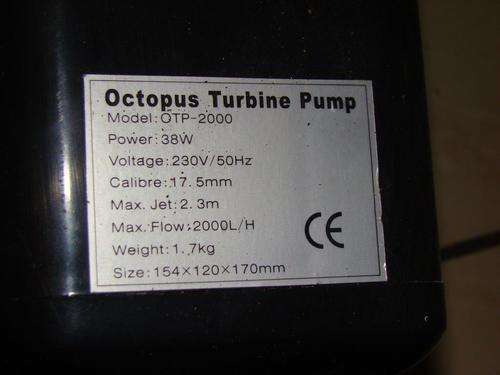 Octopus Turbine Pump
Model:OTP-2000
Power:38W
Voltage:230V/50Hz
Calibre:17.5mm
Max. Jet:2.3m
Max. Flow:2000L/H
Weight:1.7kg
Size:154×120×170mm
CE